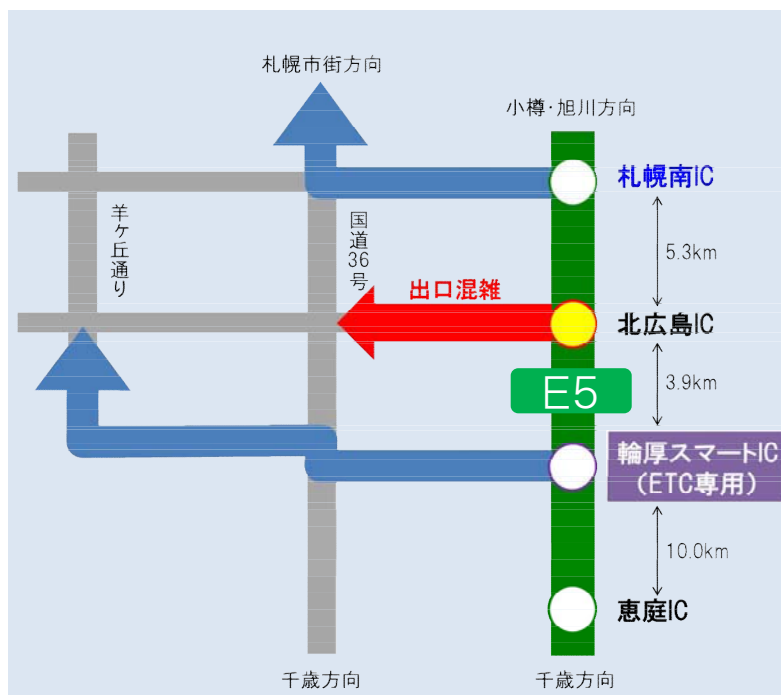 札幌市街方向
小樽・旭川方向
札幌南IC
羊ヶ丘通り
国道36号
5.3km
出口混雑
北広島IC
E5
3.9km
輪厚スマートIC
（ETC専用）
10.0km
恵庭IC
千歳方向
千歳方向